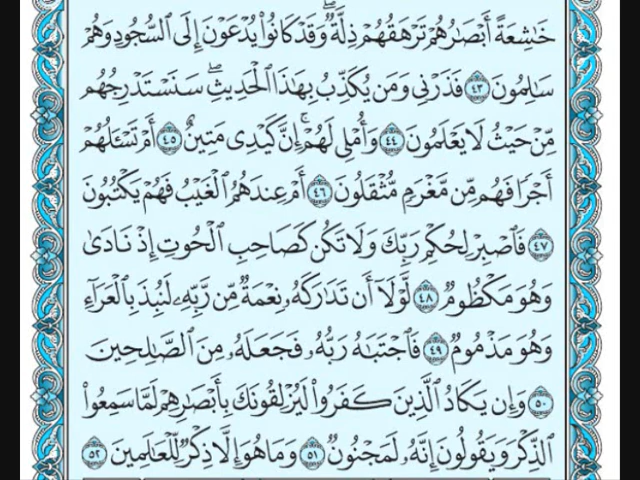 خَٰشِعَةً أَبْصَٰرُهُمْ تَرْهَقُهُمْ ذِلَّةٌ ۖ وَقَدْ كَانُوا۟ يُدْعَوْنَ إِلَى ٱلسُّجُودِ وَهُمْ
سَٰلِمُونَ ٤٣ فَذَرْنِى وَمَن يُكَذِّبُ بِهَٰذَا ٱلْحَدِيثِ ۖ سَنَسْتَدْرِجُهُم
مِّنْ حَيْثُ لَا يَعْلَمُونَ ٤٤ وَأُمْلِى لَهُمْ ۚ إِنَّ كَيْدِى مَتِينٌ ٤٥ أَمْ تَسْـَٔلُهُمْ
أَجْرًا فَهُم مِّن مَّغْرَمٍ مُّثْقَلُونَ ٤٦ أَمْ عِندَهُمُ ٱلْغَيْبُ فَهُمْ يَكْتُبُونَ
٤٧ فَٱصْبِرْ لِحُكْمِ رَبِّكَ وَلَا تَكُن كَصَاحِبِ ٱلْحُوتِ إِذْ نَادَىٰ
وَهُوَ مَكْظُومٌ ٤٨ لَّوْلَآ أَن تَدَٰرَكَهُۥ نِعْمَةٌ مِّن رَّبِّهِۦ لَنُبِذَ بِٱلْعَرَآءِ
وَهُوَ مَذْمُومٌ ٤٩ فَٱجْتَبَٰهُ رَبُّهُۥ فَجَعَلَهُۥ مِنَ ٱلصَّٰلِحِينَ
٥٠ وَإِن يَكَادُ ٱلَّذِينَ كَفَرُوا۟ لَيُزْلِقُونَكَ بِأَبْصَٰرِهِمْ لَمَّا سَمِعُوا۟
ٱلذِّكْرَ وَيَقُولُونَ إِنَّهُۥ لَمَجْنُونٌ ٥١ وَمَا هُوَ إِلَّا ذِكْرٌ لِّلْعَٰلَمِينَ ٥٢